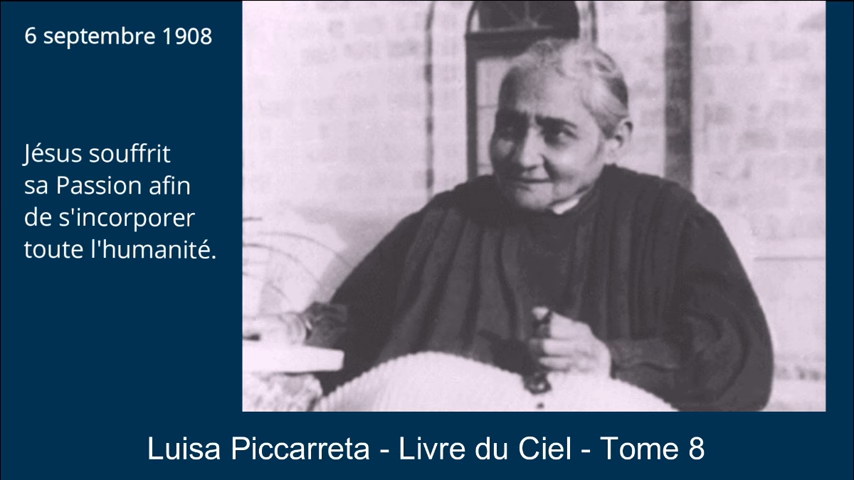 6 septembre 1908
Jésus souffrit
sa Passion afin
de s'incorporer
toute l'humanité.
Luisa Piccarreta - Livre du Ciel - Tome 8